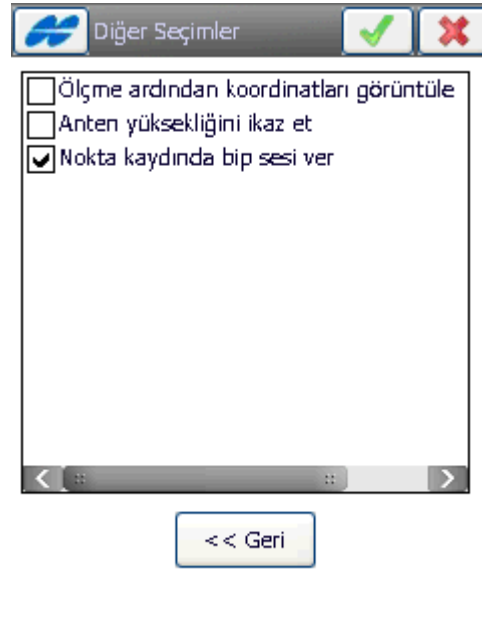 Diğer Seçimler
Ölçme ardından koordinatları görüntüle
Anten yüksekliğini ikaz et
Nokta kaydında bip sesi ver
<< Geri